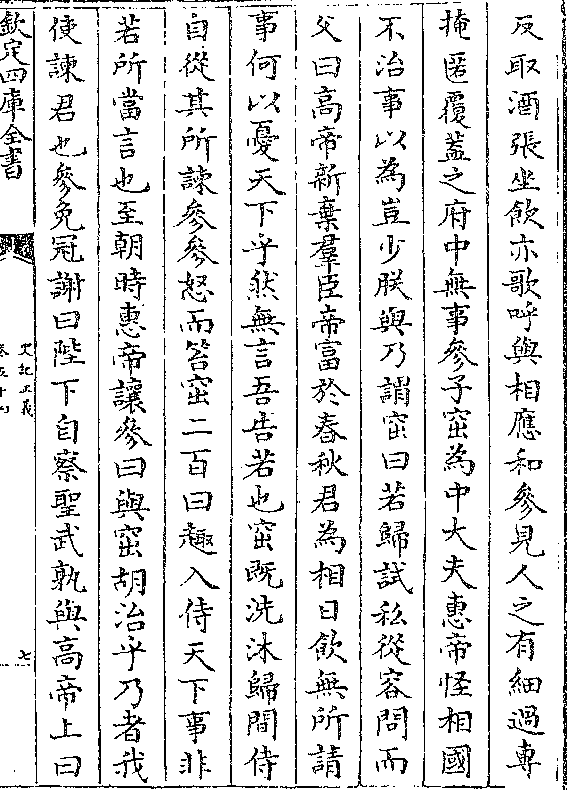 反取酒張坐飲亦歌呼與相應和參見人之有細過專
掩匿覆葢之府中無事參子窋為中大夫惠帝怪相國
不治事以為豈少朕與乃謂窋曰若歸試私從容問而
父曰高帝新棄羣臣帝富於春秋君為相日飲無所請
事何以憂天下乎然無言吾告若也窋既洗沐歸間侍
自從其所諫參參怒而笞窋二百曰趣入侍天下事非
若所當言也至朝時惠帝讓參曰與窋胡治乎乃者我
使諫君也參免冠謝曰陛下自察聖武孰與高帝上曰
欽定四庫全書
史記正義
七